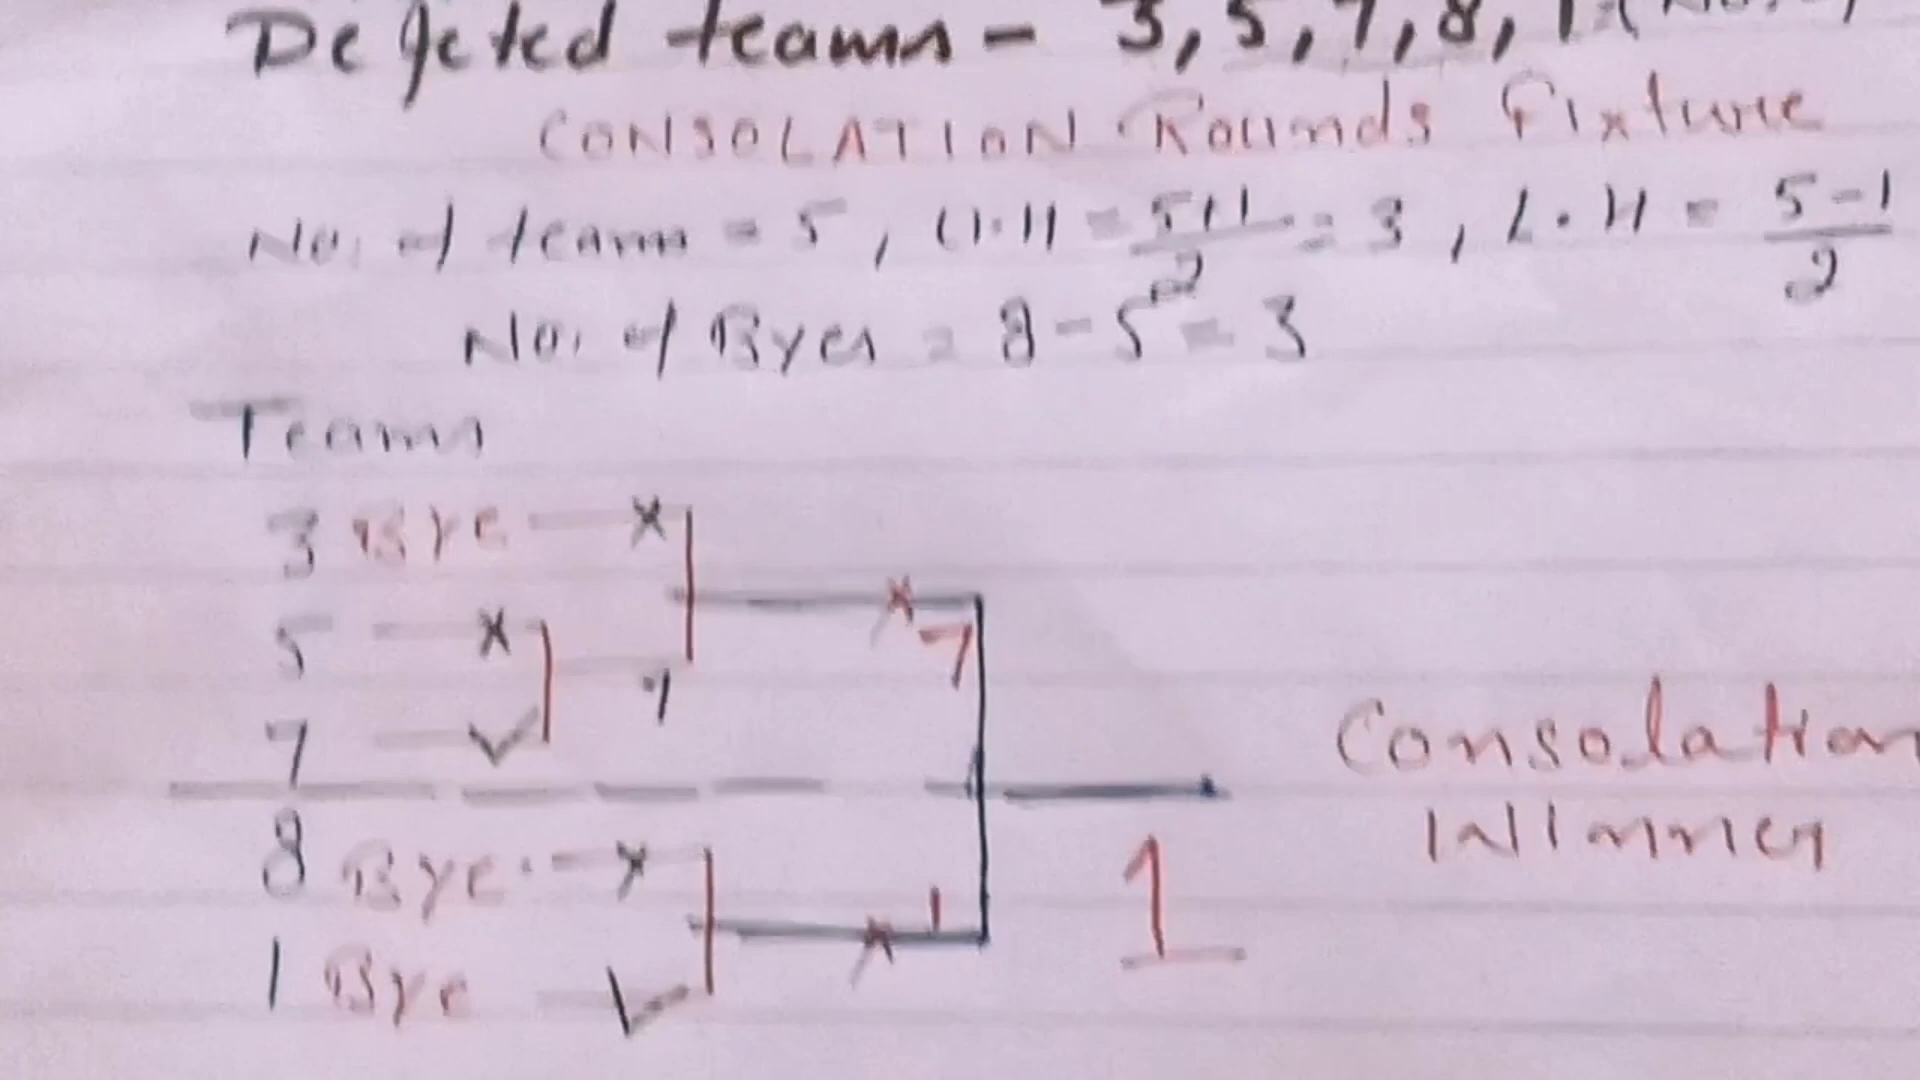 Defeted teams - 3, 5, 7, 8, 1
CONSOLATION Rounds Fixture
No. of teams = 5, U.H = 5+1/2 = 3, L.H = 5-1/2
No. of Byes = 8-5 = 3
Teams
3 Bye x
5 x
7
7 ✓
7
Consolation
Winner
8 Bye. x
1
1
1 Bye ✓